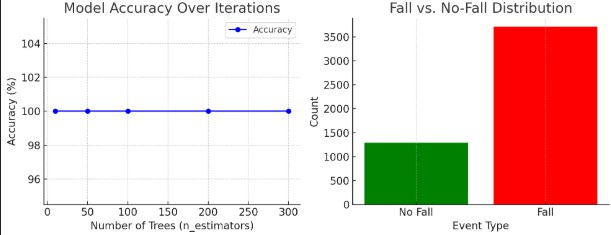 Model Accuracy Over Iterations
Accuracy
104
102
100
98
96
Accuracy (%)
0 50 100 150 200 250 300
Number of Trees (n_estimators)
Fall vs. No-Fall Distribution
3500
3000
2500
2000
1500
1000
500
0
Count
No Fall Fall
Event Type